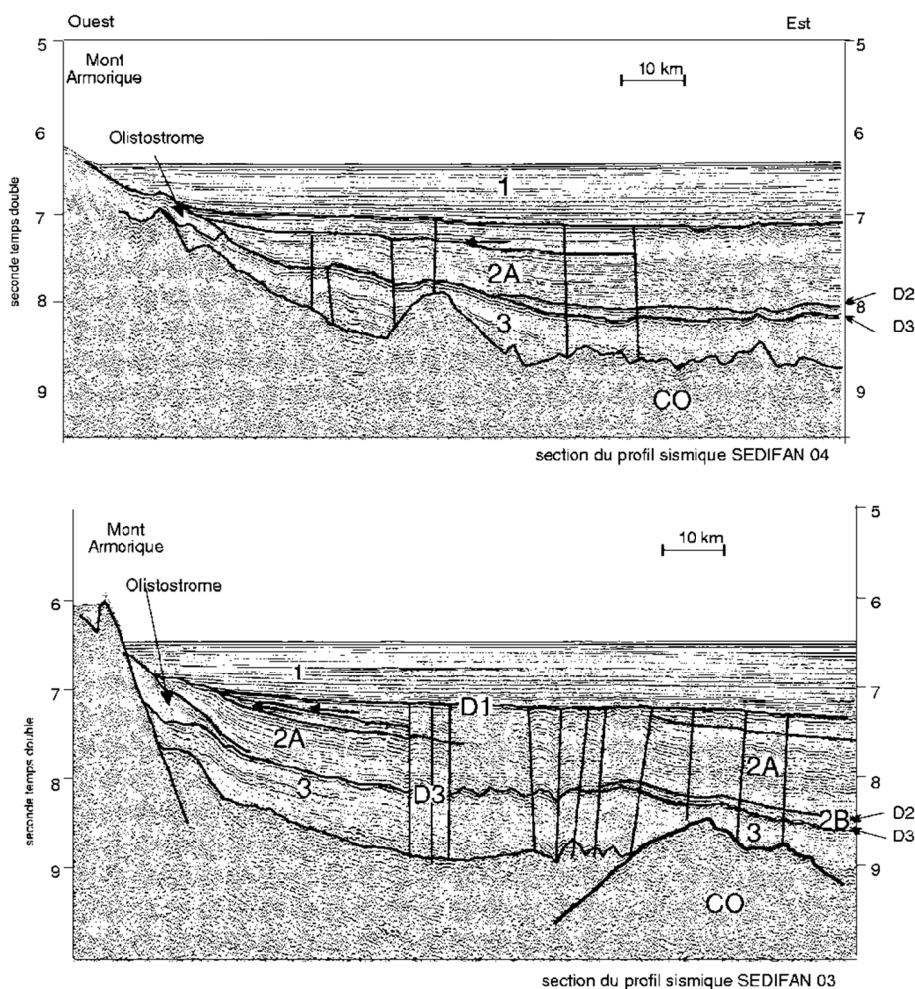 Ouest
Est
5
5
Mont
Armorique
10 km
6
6
Olistostrome
1
7
7
2A
8
8
D2
3
D3
9
9
CO
seconde temps double
section du profil sismique SEDIFAN 04
5
Mont
Armorique
10 km
Olistostrome
6
6
1
7
7
D1
2A
2A
8
8
3
D3
2B
D2
3
D3
9
9
CO
seconde temps double
section du profil sismique SEDIFAN 03